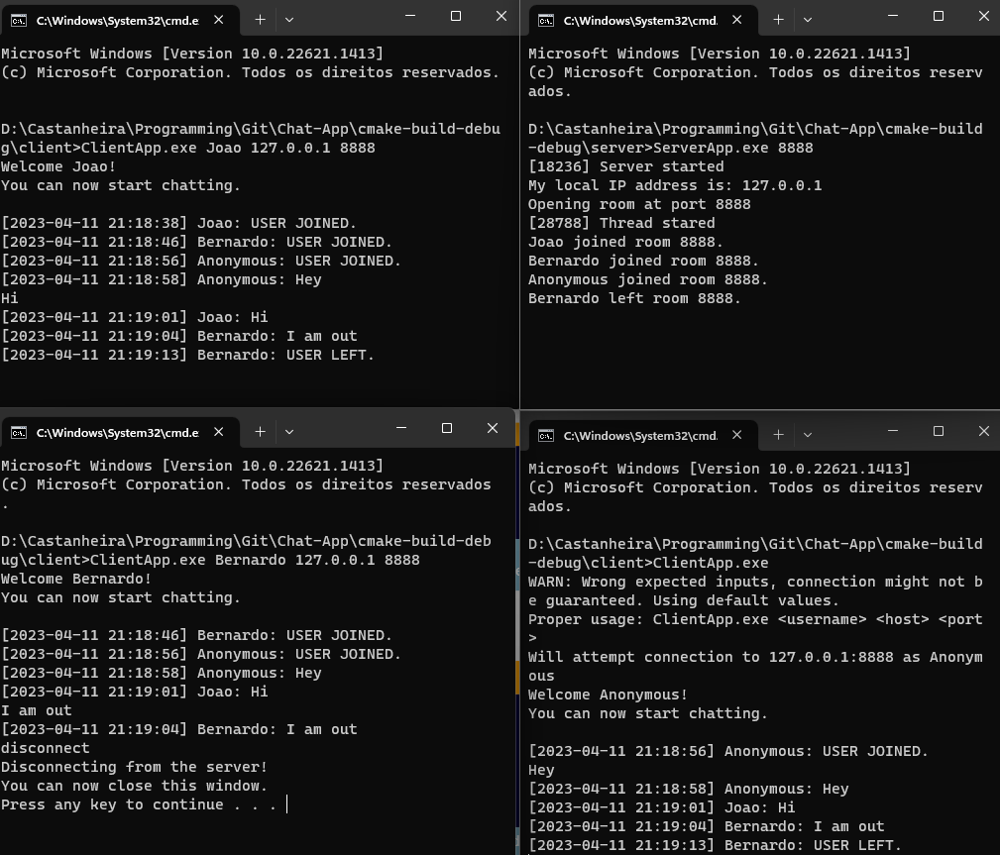 C:\Windows\System32\cmd.e
Microsoft Windows [Version 10.0.22621.1413]
(c) Microsoft Corporation. Todos os direitos reservados.
D:\Castanheira\Programming\Git\Chat-App\cmake-build-debu
g\client>ClientApp.exe Joao 127.0.0.1 8888
Welcome Joao!
You can now start chatting.
[2023-04-11 21:18:38] Joao: USER JOINED.
[2023-04-11 21:18:46] Bernardo: USER JOINED.
[2023-04-11 21:18:56] Anonymous: USER JOINED.
[2023-04-11 21:18:58] Anonymous: Hey
Hi
[2023-04-11 21:19:01] Joao: Hi
[2023-04-11 21:19:04] Bernardo: I am out
[2023-04-11 21:19:13] Bernardo: USER LEFT.
C:\Windows\System32\cmd.
Microsoft Windows [Version 10.0.22621.1413]
(c) Microsoft Corporation. Todos os direitos reserv
ados.
D:\Castanheira\Programming\Git\Chat-App\cmake-build
-debug\server>ServerApp.exe 8888
[18236] Server started
My local IP address is: 127.0.0.1
Opening room at port 8888
[28788] Thread stared
Joao joined room 8888.
Bernardo joined room 8888.
Anonymous joined room 8888.
Bernardo left room 8888.
C:\Windows\System32\cmd.e
Microsoft Windows [Version 10.0.22621.1413]
(c) Microsoft Corporation. Todos os direitos reservados
.
D:\Castanheira\Programming\Git\Chat-App\cmake-build-deb
ug\client>ClientApp.exe Bernardo 127.0.0.1 8888
Welcome Bernardo!
You can now start chatting.
[2023-04-11 21:18:46] Bernardo: USER JOINED.
[2023-04-11 21:18:56] Anonymous: USER JOINED.
[2023-04-11 21:18:58] Anonymous: Hey
[2023-04-11 21:19:01] Joao: Hi
I am out
[2023-04-11 21:19:04] Bernardo: I am out
disconnect
Disconnecting from the server!
You can now close this window.
Press any key to continue . . .
C:\Windows\System32\cmd.
Microsoft Windows [Version 10.0.22621.1413]
(c) Microsoft Corporation. Todos os direitos reserv
ados.
D:\Castanheira\Programming\Git\Chat-App\cmake-build
-debug\client>ClientApp.exe
WARN: Wrong expected inputs, connection might not b
e guaranteed. Using default values.
Proper usage: ClientApp.exe <username> <host> <port
>
Will attempt connection to 127.0.0.1:8888 as Anonym
ous
Welcome Anonymous!
You can now start chatting.
[2023-04-11 21:18:56] Anonymous: USER JOINED.
Hey
[2023-04-11 21:18:58] Anonymous: Hey
[2023-04-11 21:19:01] Joao: Hi
[2023-04-11 21:19:04] Bernardo: I am out
[2023-04-11 21:19:13] Bernardo: USER LEFT.